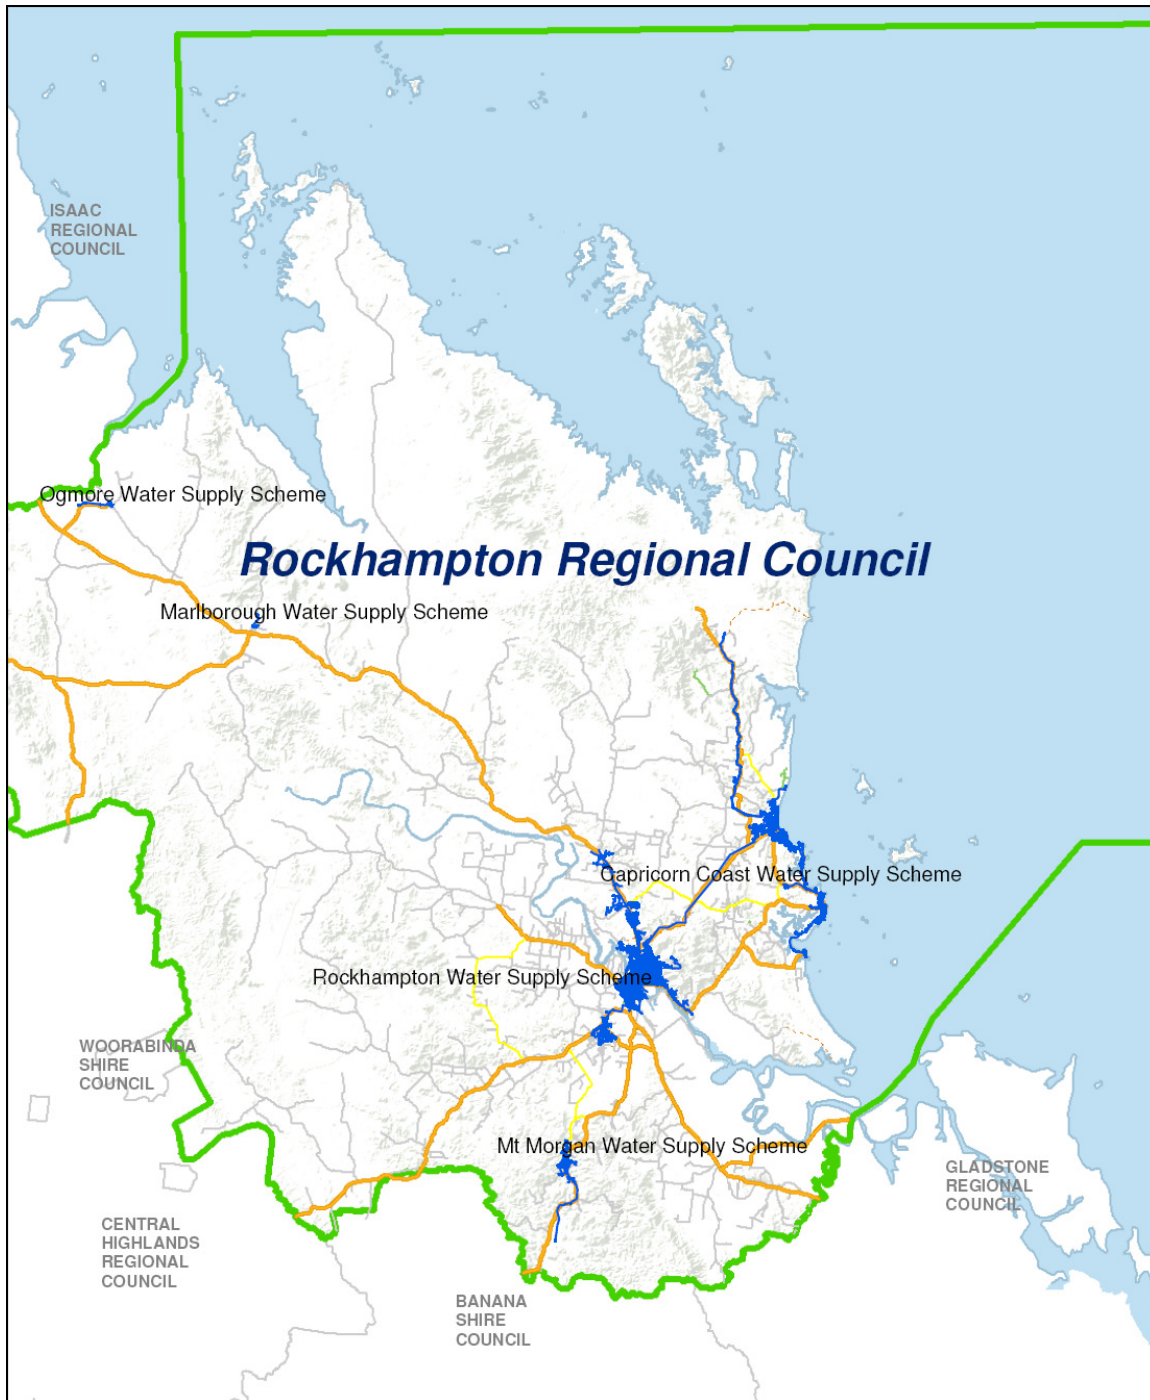 ISAAC
REGIONAL
COUNCIL
Ogmore Water Supply Scheme
Rockhampton Regional Council
Marlborough Water Supply Scheme
Capricorn Coast Water Supply Scheme
Rockhampton Water Supply Scheme
WOORABINDA
SHIRE
COUNCIL
Mt Morgan Water Supply Scheme
GLADSTONE
REGIONAL
COUNCIL
CENTRAL
HIGHLANDS
REGIONAL
COUNCIL
BANANA
SHIRE
COUNCIL